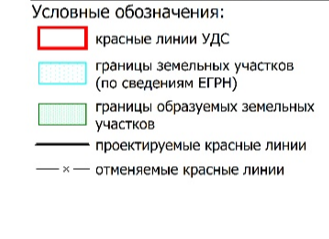 Условные обозначения:
красные линии УДС
границы земельных участков
(по сведениям ЕГРН)
границы образуемых земельных
участков
проектируемые красные линии
отменяемые красные линии